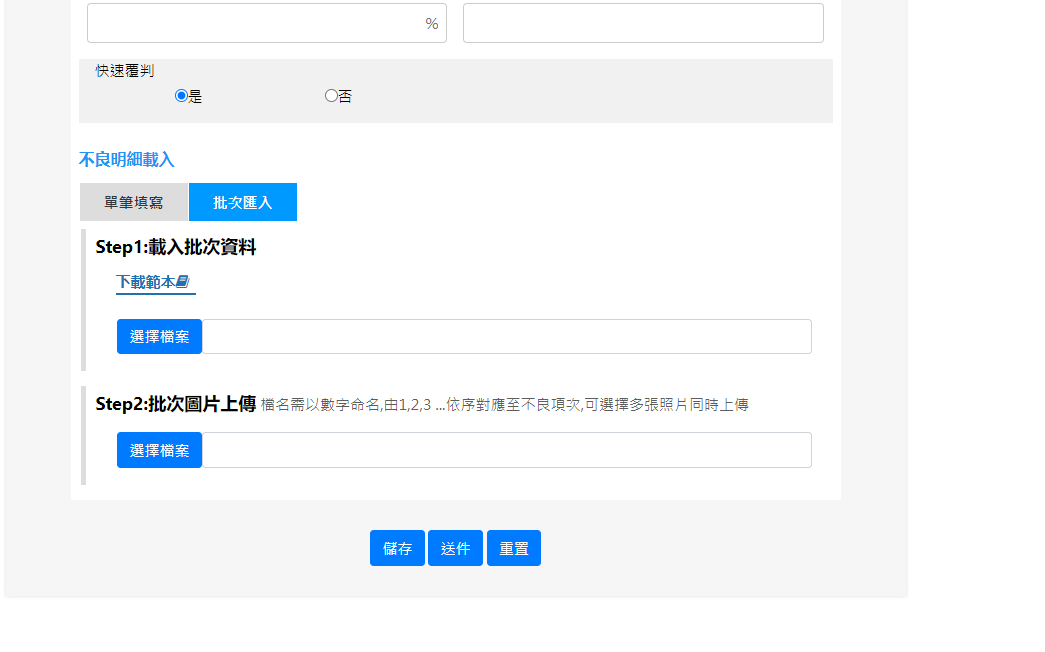 %
快速覆判
是
否
不良明細載入
單筆填寫
批次匯入
Step1:載入批次資料
下載範本
選擇檔案
Step2:批次圖片上傳 檔名需以數字命名,由1,2,3 ...依序對應至不良項次,可選擇多張照片同時上傳
選擇檔案
儲存
送件
重置